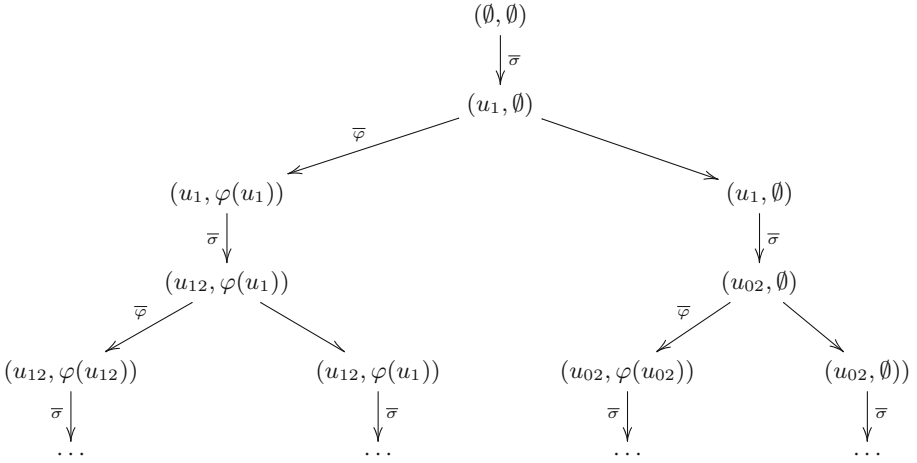 (∅, ∅)
σ̅
(u₁, ∅)
φ̅
(u₁, φ(u₁)) (u₁, ∅)
σ̅ σ̅
(u₁₂, φ(u₁)) (u₀₂, ∅)
φ̅ φ̅
(u₁₂, φ(u₁₂)) (u₁₂, φ(u₁)) (u₀₂, φ(u₀₂)) (u₀₂, ∅))
σ̅ σ̅ σ̅ σ̅
... ... ... ...